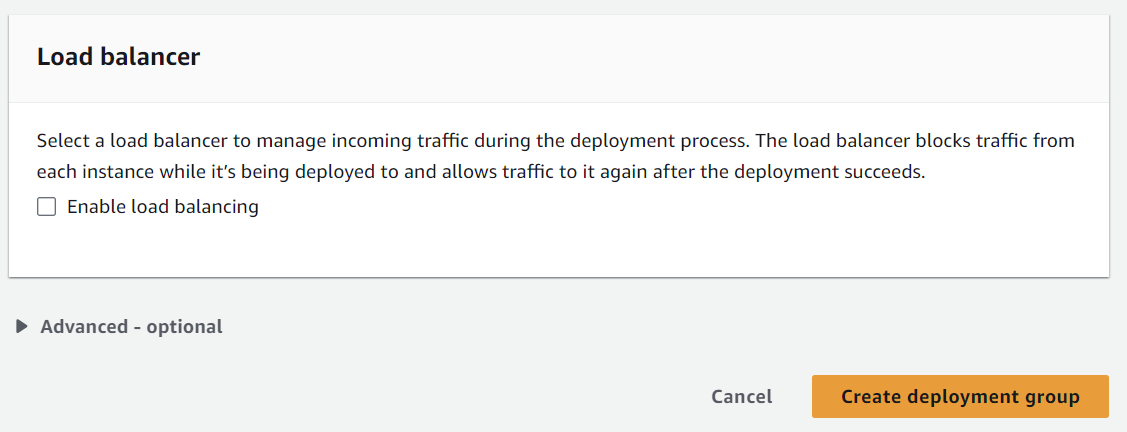 Load balancer
Select a load balancer to manage incoming traffic during the deployment process. The load balancer blocks traffic from
each instance while it’s being deployed to and allows traffic to it again after the deployment succeeds.
Enable load balancing
Advanced - optional
Cancel
Create deployment group